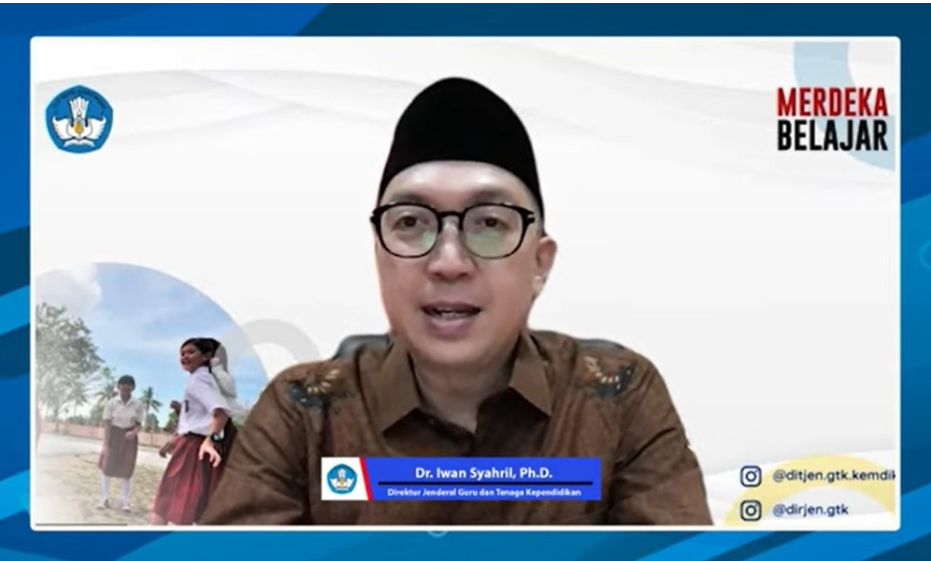 MERDEKA
BELAJAR
Dr. Iwan Syahril, Ph.D.
Direktur Jenderal Guru dan Tenaga Kependidikan
@ditjen.gtk.kemdik
@dirjen.gtk